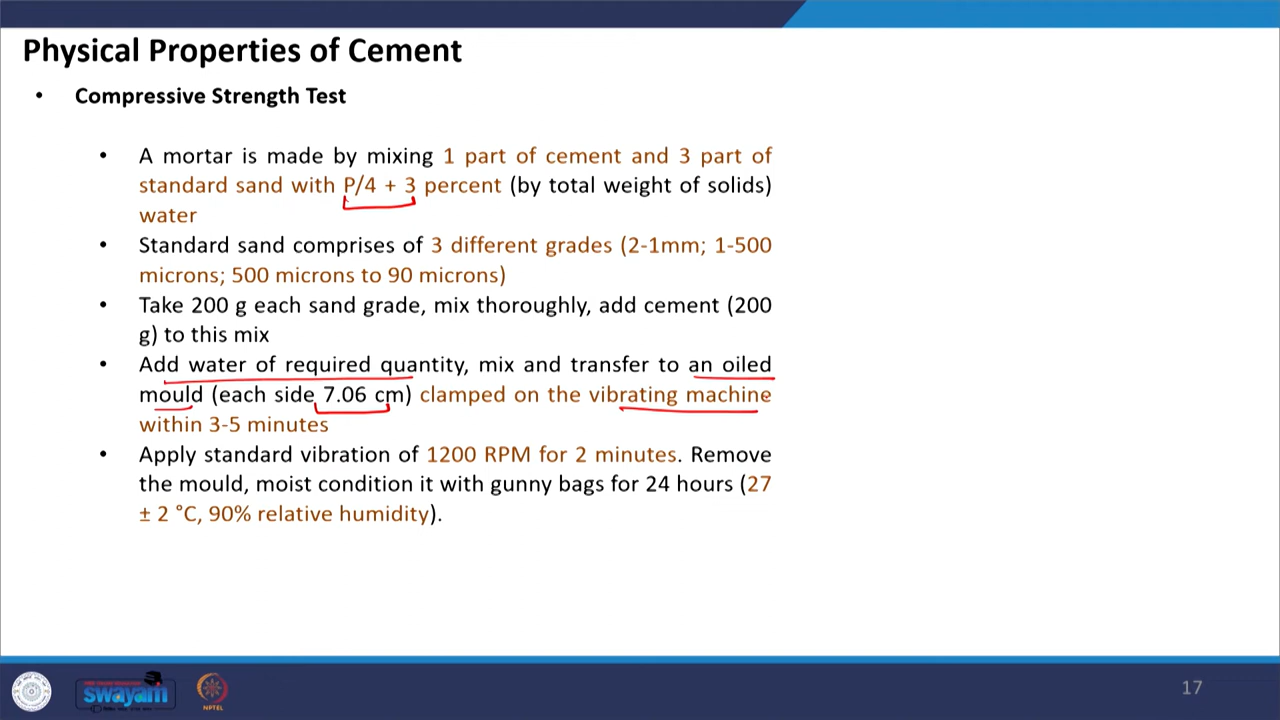 Physical Properties of Cement
• Compressive Strength Test
• A mortar is made by mixing 1 part of cement and 3 part of
standard sand with P/4 + 3 percent (by total weight of solids)
water
• Standard sand comprises of 3 different grades (2-1mm; 1-500
microns; 500 microns to 90 microns)
• Take 200 g each sand grade, mix thoroughly, add cement (200
g) to this mix
• Add water of required quantity, mix and transfer to an oiled
mould (each side 7.06 cm) clamped on the vibrating machine
within 3-5 minutes
• Apply standard vibration of 1200 RPM for 2 minutes. Remove
the mould, moist condition it with gunny bags for 24 hours (27
± 2 °C, 90% relative humidity).
swayam
NPTEL
17